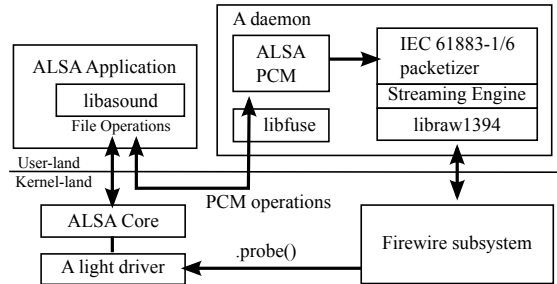 A daemon
ALSA Application
libasound
File Operations
ALSA
PCM
libfuse
IEC 61883-1/6
packetizer
Streaming Engine
libraw1394
User-land
Kernel-land
PCM operations
ALSA Core
A light driver
.probe()
Firewire subsystem